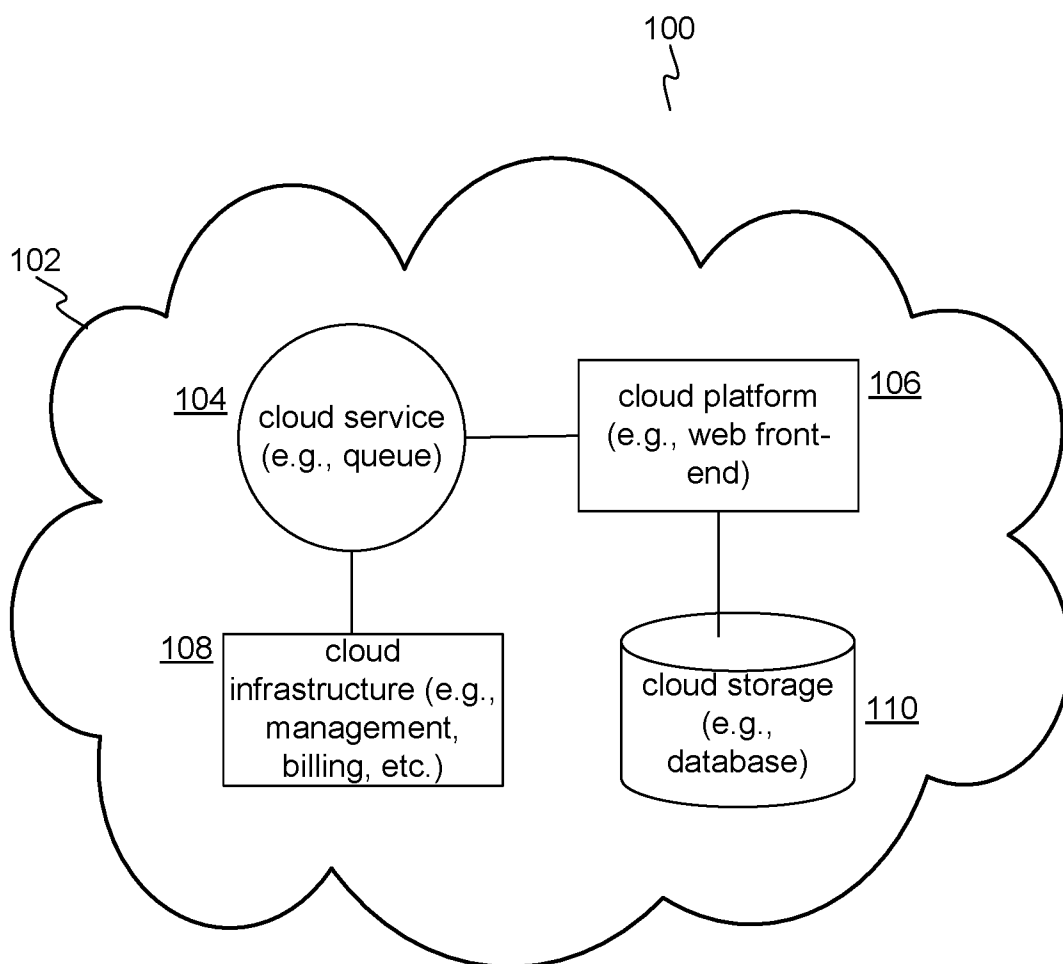 100
102
104
cloud service
(e.g., queue)
cloud platform
(e.g., web front-
end)
106
108
cloud
infrastructure (e.g.,
management,
billing, etc.)
cloud storage
(e.g.,
database)
110